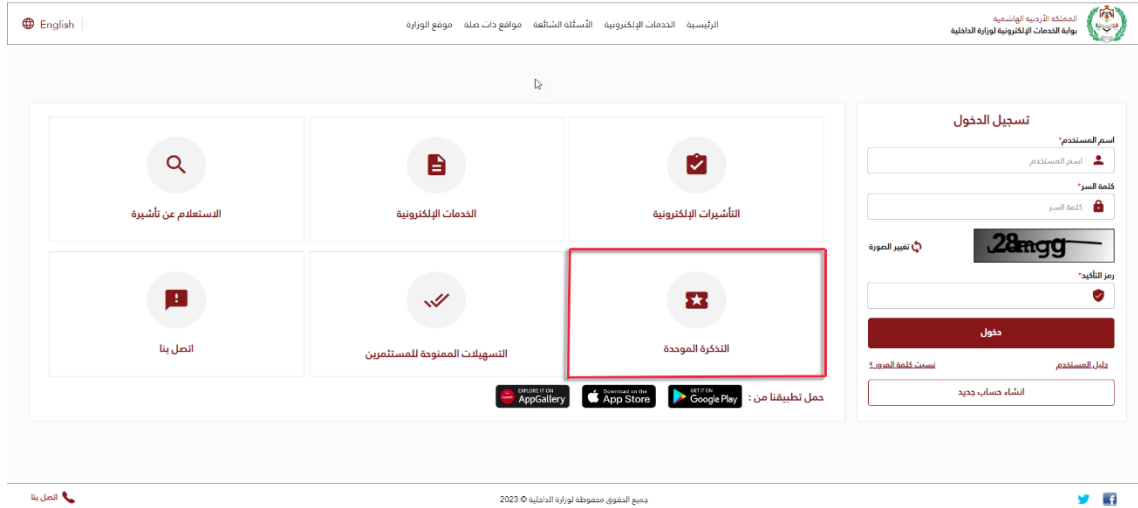 المملكة الأردنية الهاشمية
بوابة الخدمات الإلكترونية لوزارة الداخلية
الرئيسية الخدمات الإلكترونية الأسئلة الشائعة مواقع ذات صلة موقع الوزارة
English
تسجيل الدخول
اسم المستخدم*
اسم المستخدم
كلمة السر*
كلمة السر
28mgg
تغيير الصورة
رمز التأكيد*
دخول
دليل المستخدم
نسيت كلمة المرور ؟
انشاء حساب جديد
التأشيرات الإلكترونية
الخدمات الإلكترونية
الاستعلام عن تأشيرة
التذكرة الموحدة
التسهيلات الممنوحة للمستثمرين
اتصل بنا
حمل تطبيقنا من :
GET IT ON
Google Play
Download on the
App Store
EXPLORE IT ON
AppGallery
جميع الحقوق محفوظة لوزارة الداخلية © 2023
اتصل بنا